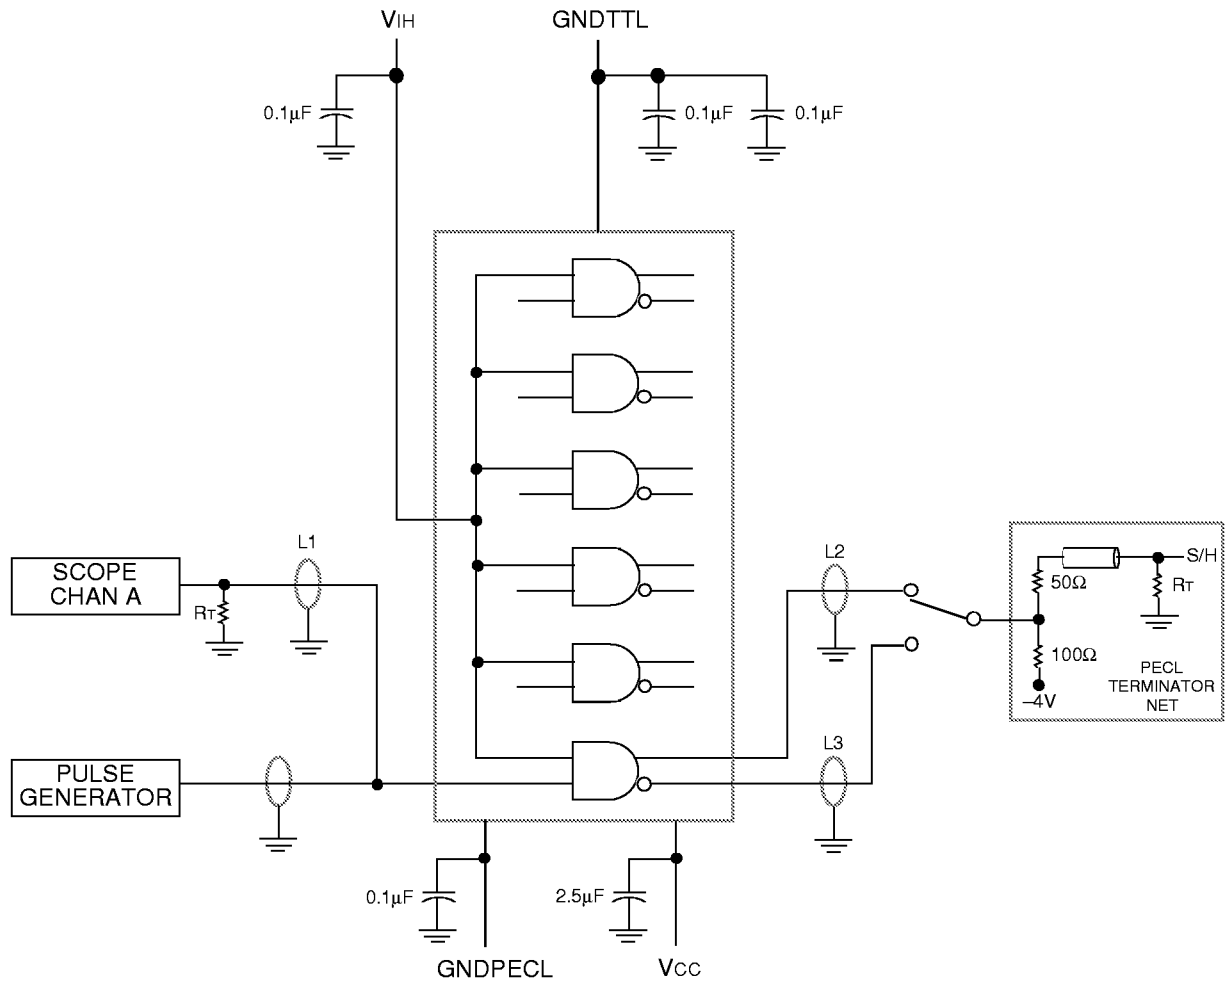 VIH
GNDTTL
0.1µF
0.1µF
0.1µF
L1
SCOPE
CHAN A
RT
L2
S/H
50Ω
RT
100Ω
PECL
TERMINATOR
NET
–4V
L3
PULSE
GENERATOR
0.1µF
2.5µF
GNDPECL
VCC